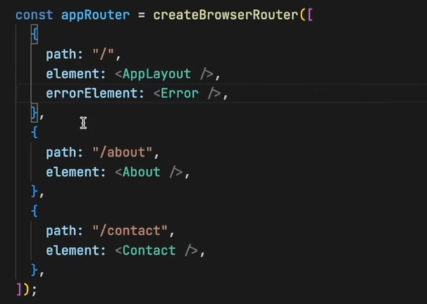 const appRouter = createBrowserRouter([
  {
    path: "/",
    element: <AppLayout />,
    errorElement: <Error />,
  },
  {
    path: "/about",
    element: <About />,
  },
  {
    path: "/contact",
    element: <Contact />,
  },
]);